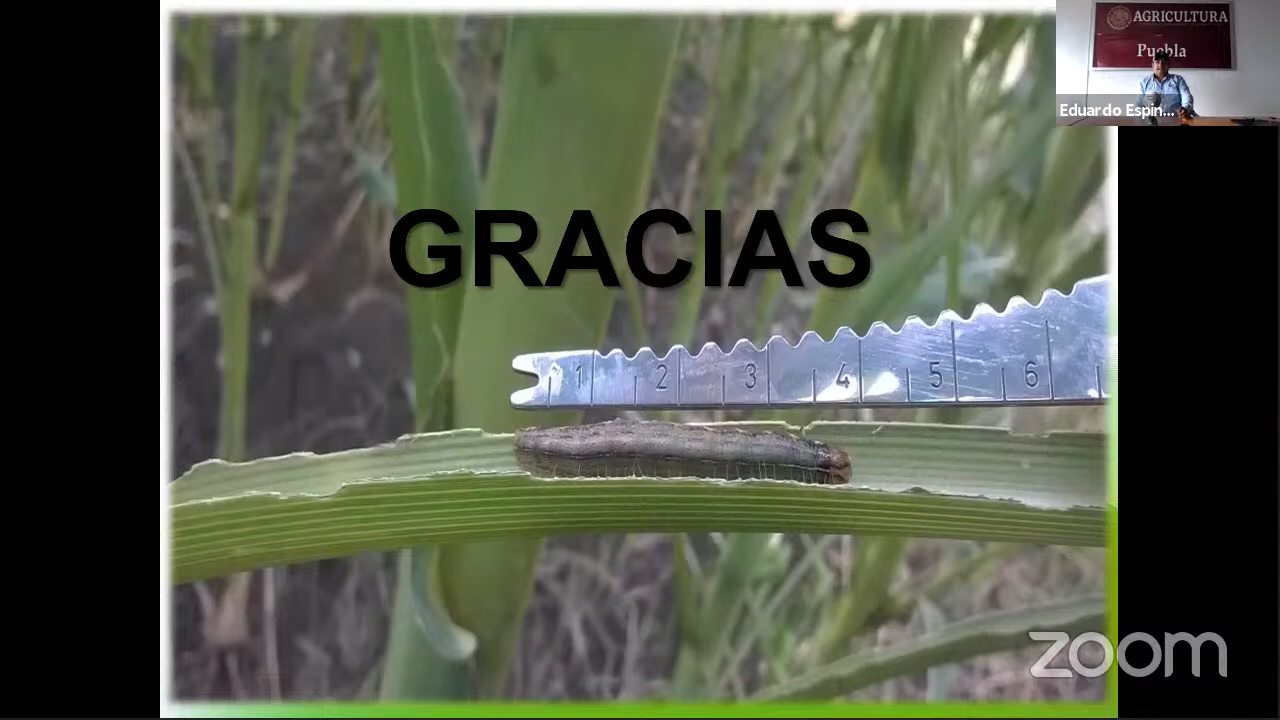 AGRICULTURA
Puebla
Eduardo Espin...
GRACIAS
1 2 3 4 5 6
zoom